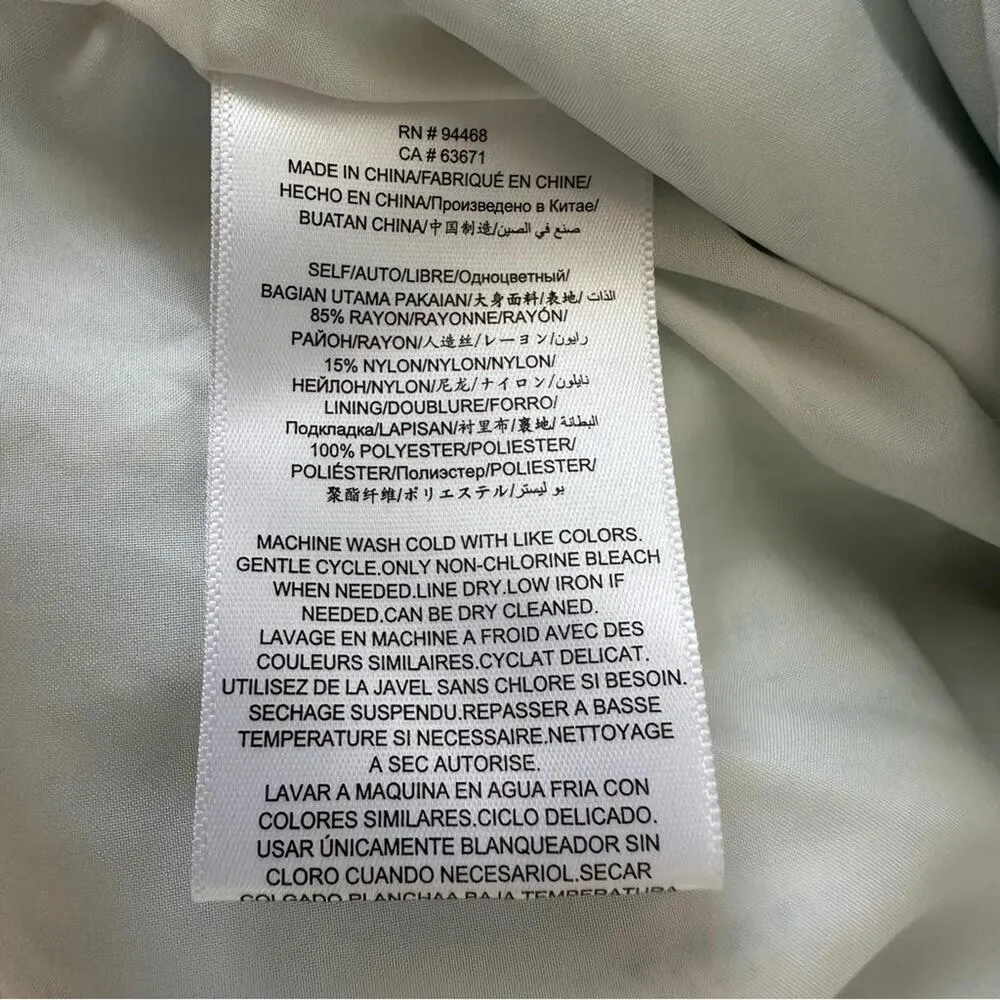 RN # 94468
CA # 63671
MADE IN CHINA/FABRIQUÉ EN CHINE/
HECHO EN CHINA/Произведено в Китае/
BUATAN CHINA/中国制造/صنع في الصين
SELF/AUTO/LIBRE/Одноцветный/
BAGIAN UTAMA PAKAIAN/大身面料/表地/الذات
85% RAYON/RAYONNE/RAYÓN/
РАЙОН/RAYON/人造丝/レーヨン/رايون
15% NYLON/NYLON/NYLON/
НЕЙЛОН/NYLON/尼龙/ナイロン/نايلون
LINING/DOUBLURE/FORRO/
Подкладка/LAPISAN/衬里布/裏地/البطانة
100% POLYESTER/POLIESTER/
POLIÉSTER/Полиэстер/POLIESTER/
聚酯纤维/ポリエステル/بو ليستر
MACHINE WASH COLD WITH LIKE COLORS.
GENTLE CYCLE.ONLY NON-CHLORINE BLEACH
WHEN NEEDED.LINE DRY.LOW IRON IF
NEEDED.CAN BE DRY CLEANED.
LAVAGE EN MACHINE A FROID AVEC DES
COULEURS SIMILAIRES.CYCLAT DELICAT.
UTILISEZ DE LA JAVEL SANS CHLORE SI BESOIN.
SECHAGE SUSPENDU.REPASSER A BASSE
TEMPERATURE SI NECESSAIRE.NETTOYAGE
A SEC AUTORISE.
LAVAR A MAQUINA EN AGUA FRIA CON
COLORES SIMILARES.CICLO DELICADO.
USAR ÚNICAMENTE BLANQUEADOR SIN
CLORO CUANDO NECESARIOL.SECAR
COLGADO PLANCHAA BAJA TEMPERATURA